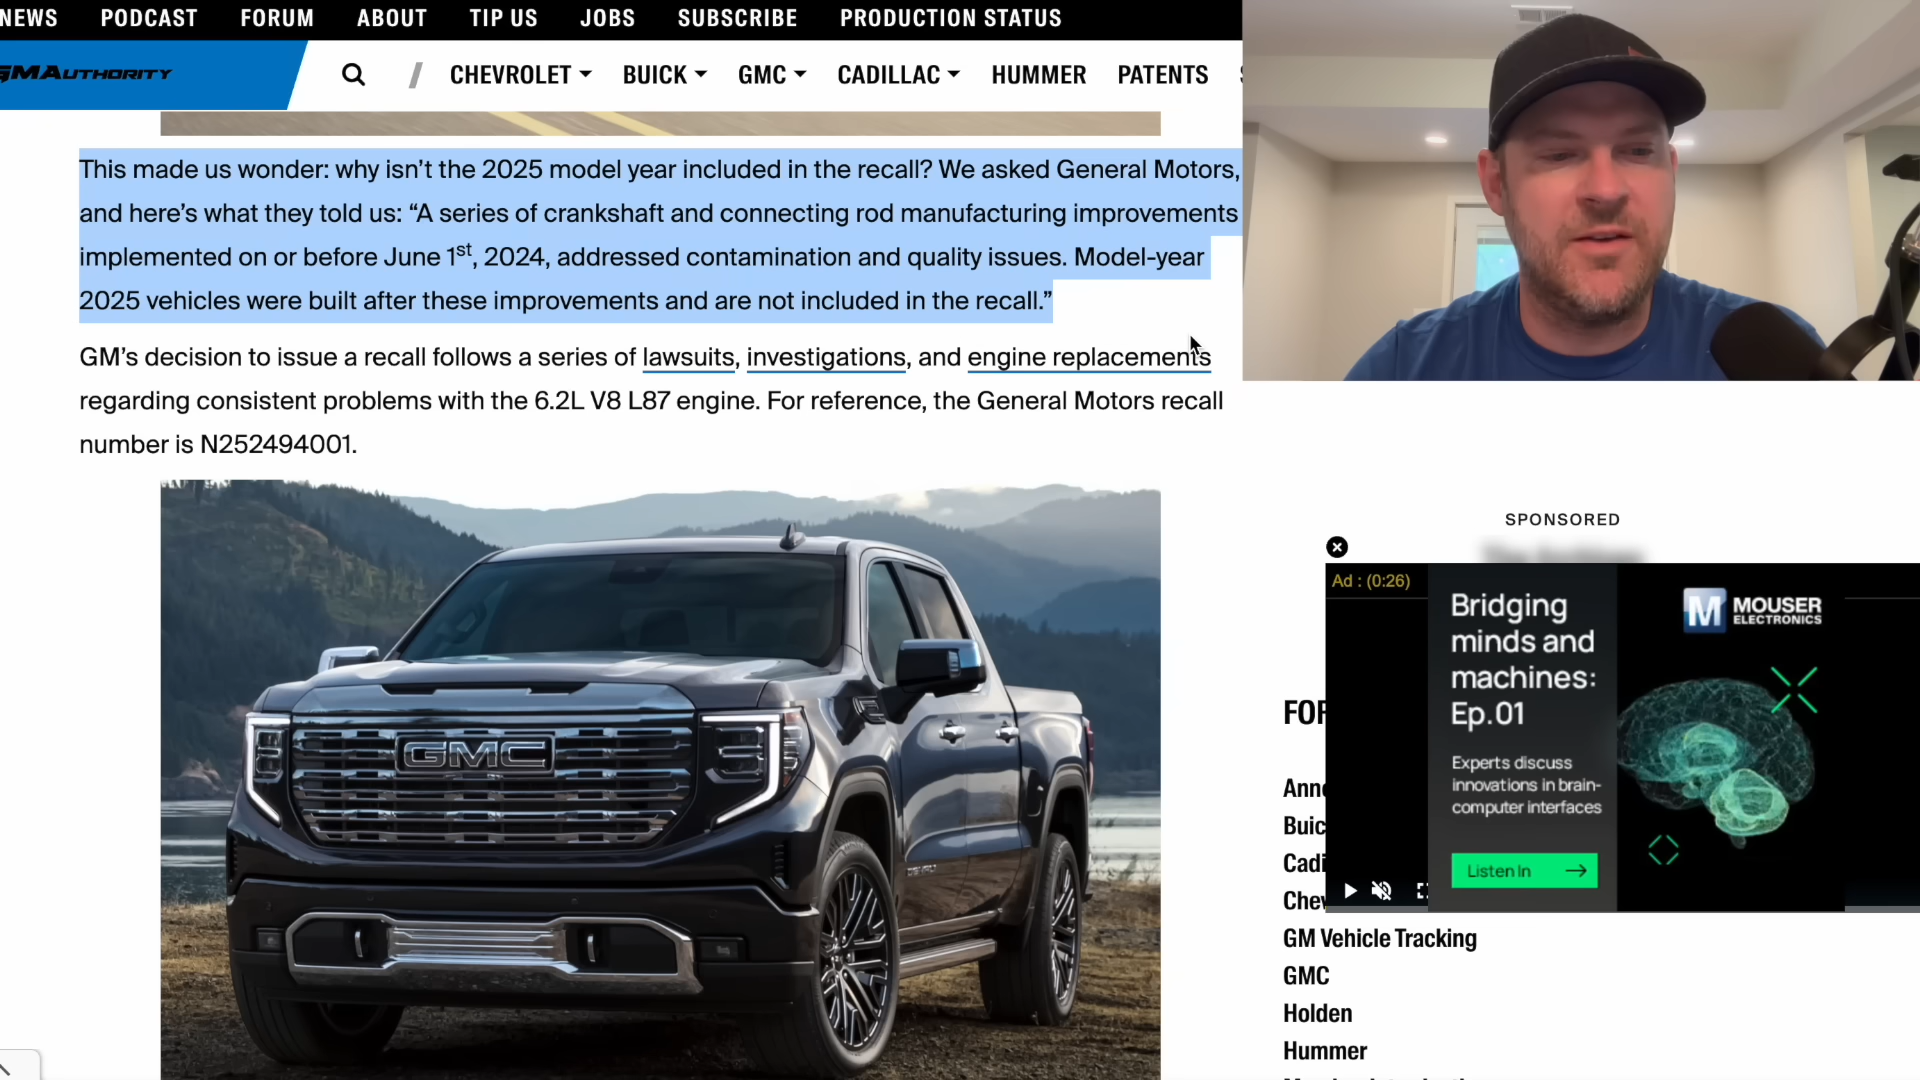 NEWS PODCAST FORUM ABOUT TIP US JOBS SUBSCRIBE PRODUCTION STATUS
GMAUTHORITY
/ CHEVROLET BUICK GMC CADILLAC HUMMER PATENTS
This made us wonder: why isn’t the 2025 model year included in the recall? We asked General Motors,
and here’s what they told us: “A series of crankshaft and connecting rod manufacturing improvements
implemented on or before June 1st, 2024, addressed contamination and quality issues. Model-year
2025 vehicles were built after these improvements and are not included in the recall.”
GM’s decision to issue a recall follows a series of lawsuits, investigations, and engine replacements
regarding consistent problems with the 6.2L V8 L87 engine. For reference, the General Motors recall
number is N252494001.
GMC
DENALI
SPONSORED
Ad : (0:26)
Bridging
minds and
machines:
Ep.01
Experts discuss
innovations in brain-
computer interfaces
Listen In
M MOUSER
ELECTRONICS
GM Vehicle Tracking
GMC
Holden
Hummer